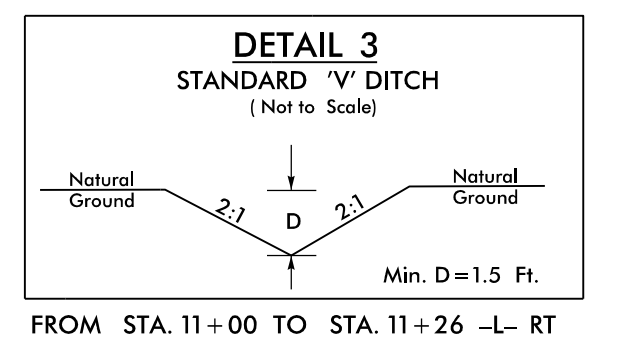 DETAIL 3
STANDARD 'V' DITCH
( Not to Scale)
Natural
Ground
2:1
D
2:1
Natural
Ground
Min. D=1.5 Ft.
FROM STA. 11+00 TO STA. 11+26 -L- RT